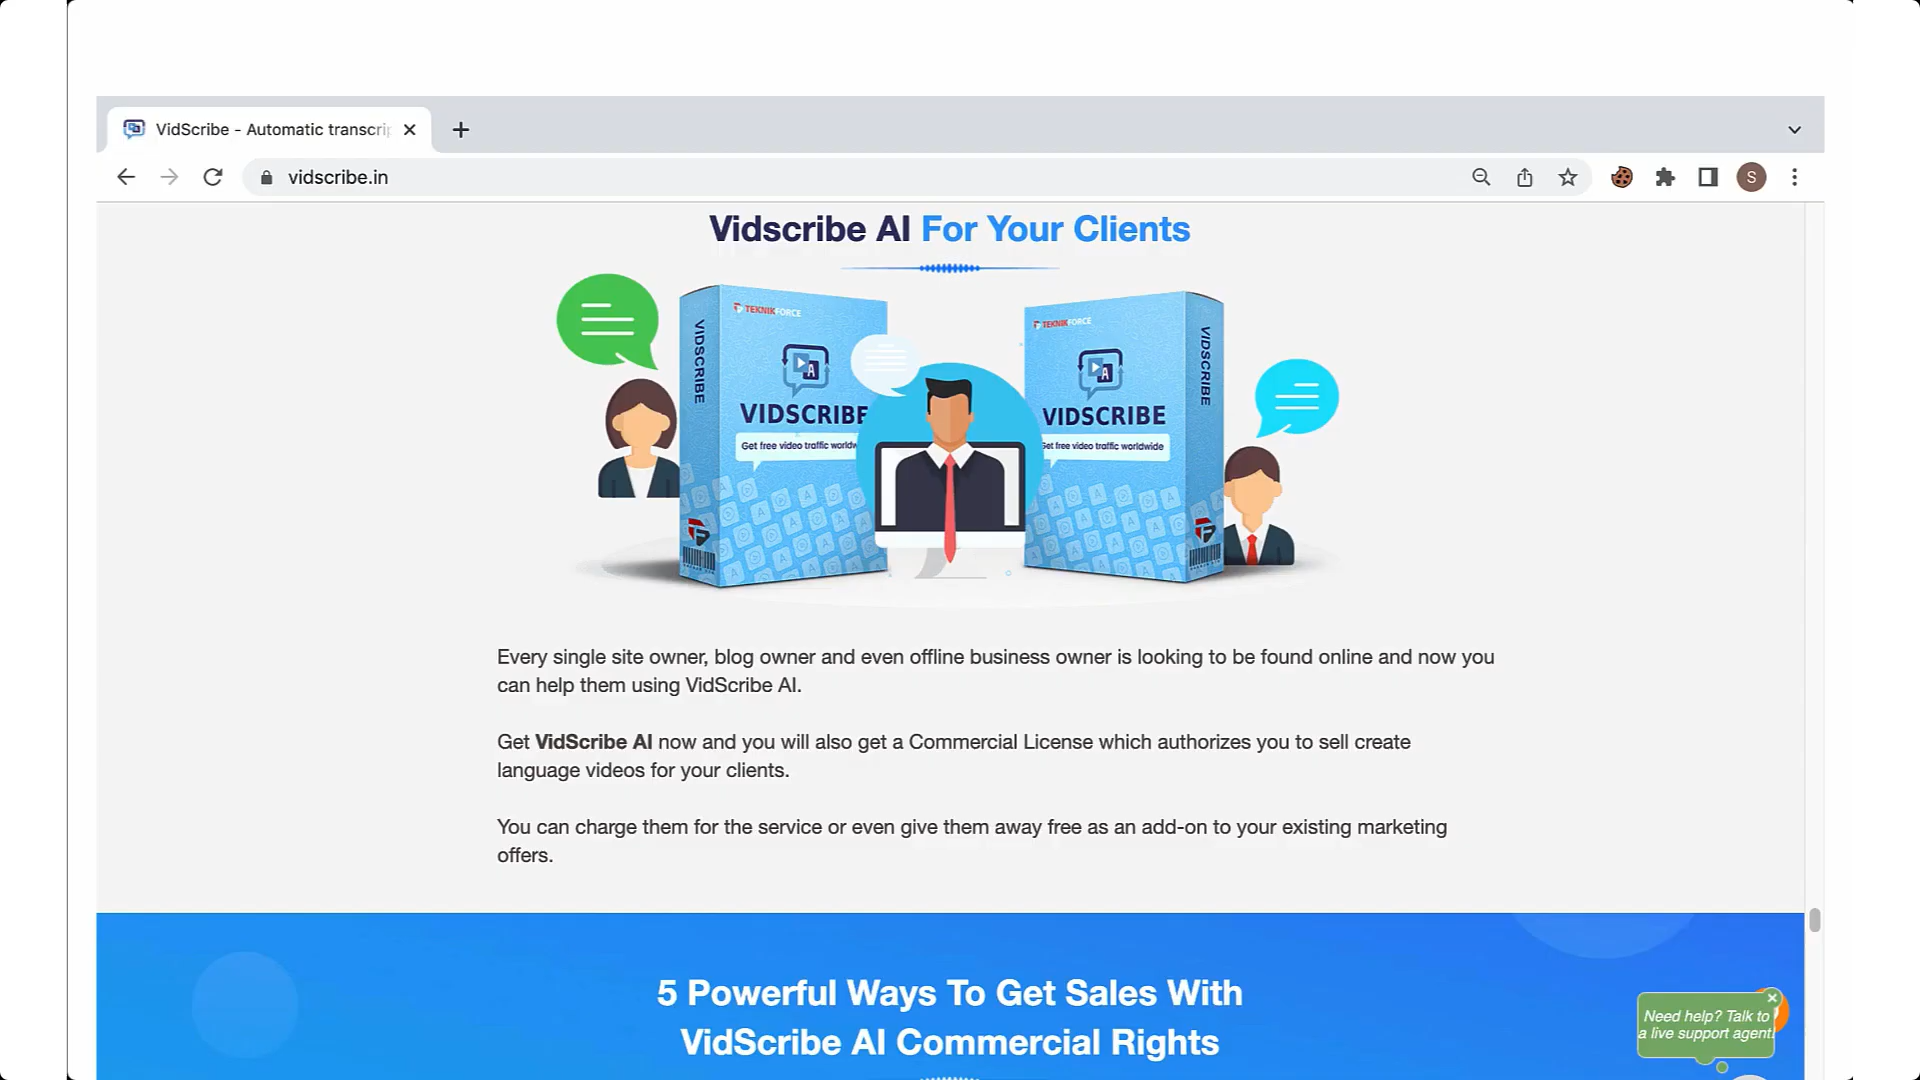 VidScribe - Automatic transcri
vidscribe.in
S
Vidscribe AI For Your Clients
TEKNIKFORCE
VIDSCRIBE
VIDSCRIBE
Get free video traffic worldw
TEKNIKFORCE
VIDSCRIBE
VIDSCRIBE
Get free video traffic worldwide
Every single site owner, blog owner and even offline business owner is looking to be found online and now you
can help them using VidScribe AI.
Get VidScribe AI now and you will also get a Commercial License which authorizes you to sell create
language videos for your clients.
You can charge them for the service or even give them away free as an add-on to your existing marketing
offers.
5 Powerful Ways To Get Sales With
VidScribe AI Commercial Rights
Need help? Talk to
a live support agent!